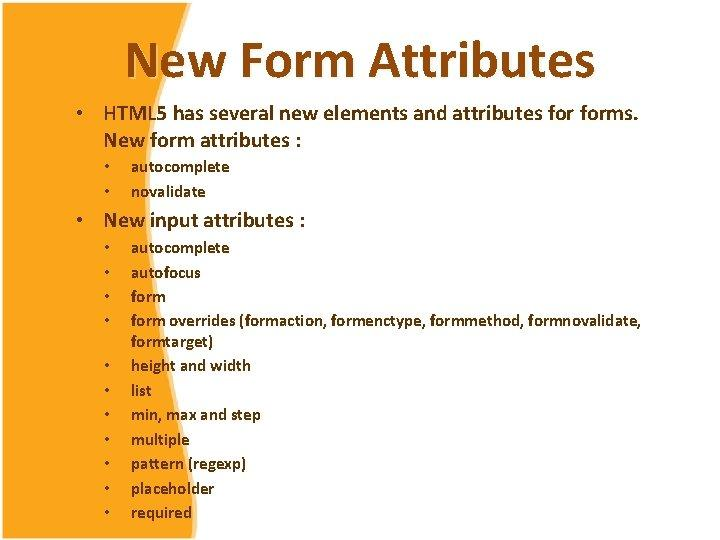 New Form Attributes
• HTML5 has several new elements and attributes for forms.
New form attributes :
• autocomplete
• novalidate
• New input attributes :
• autocomplete
• autofocus
• form
• form overrides (formaction, formenctype, formmethod, formnovalidate,
formtarget)
• height and width
• list
• min, max and step
• multiple
• pattern (regexp)
• placeholder
• required